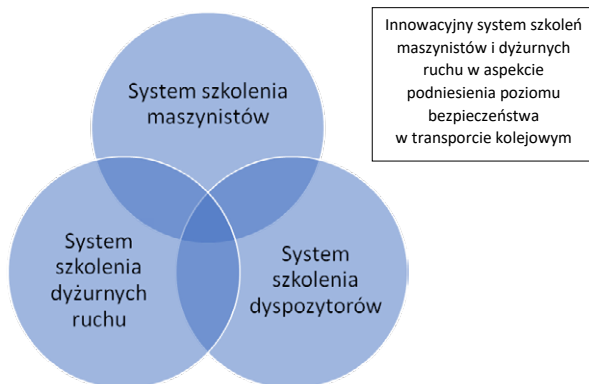 System szkolenia
maszynistów
System
szkolenia
dyżurnych
ruchu
System
szkolenia
dyspozytorów
Innowacyjny system szkoleń
maszynistów i dyżurnych
ruchu w aspekcie
podniesienia poziomu
bezpieczeństwa
w transporcie kolejowym